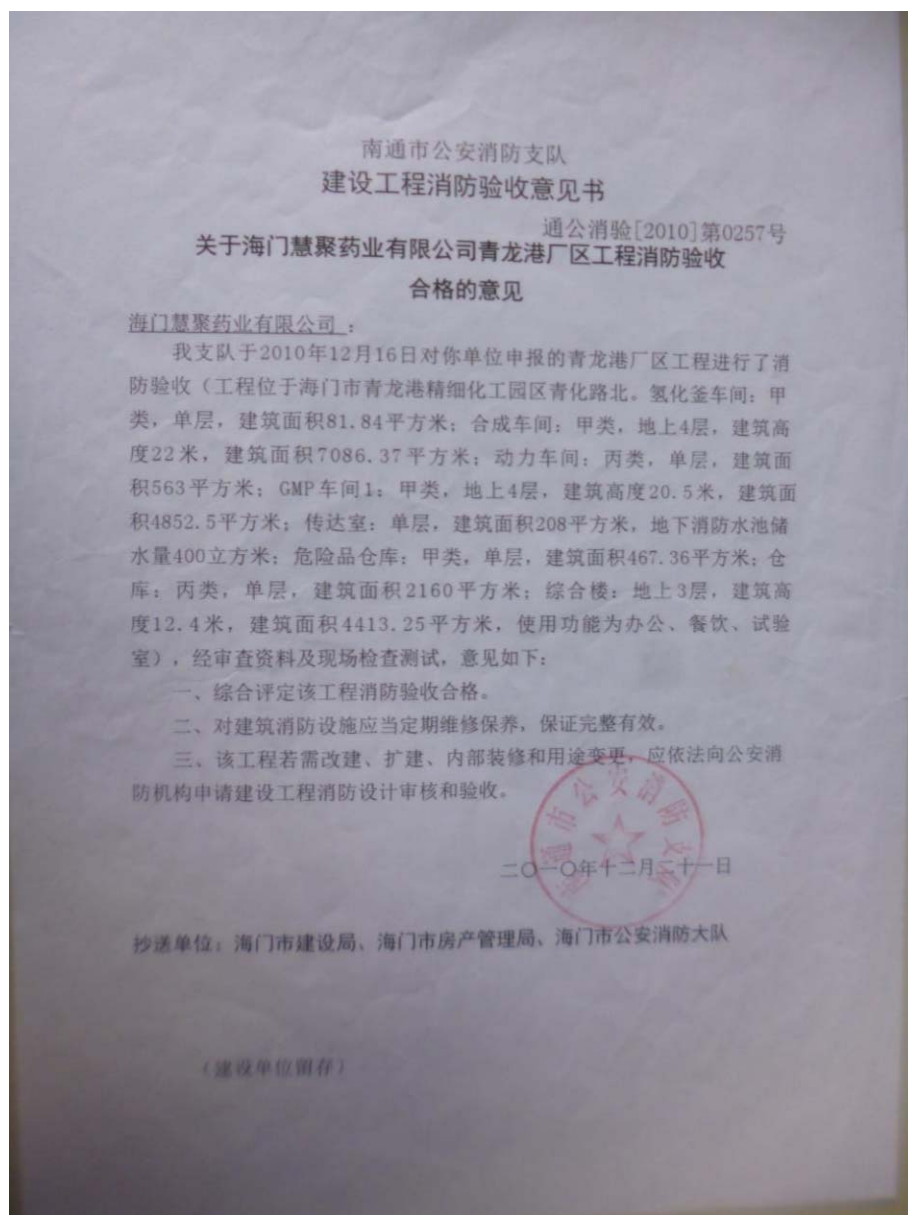 南通市公安消防支队
建设工程消防验收意见书
通公消验[2010]第0257号
关于海门慧聚药业有限公司青龙港厂区工程消防验收
合格的意见
海门慧聚药业有限公司 ：
我支队于2010年12月16日对你单位申报的青龙港厂区工程进行了消
防验收（工程位于海门市青龙港精细化工园区青化路北。氢化釜车间：甲
类，单层，建筑面积81.84平方米；合成车间：甲类，地上4层，建筑高
度22米，建筑面积7086.37平方米；动力车间：丙类，单层，建筑面
积563平方米；GMP车间1：甲类，地上4层，建筑高度20.5米，建筑面
积4852.5平方米；传达室：单层，建筑面积208平方米，地下消防水池储
水量400立方米；危险品仓库：甲类，单层，建筑面积467.36平方米；仓
库：丙类，单层，建筑面积2160平方米；综合楼：地上3层，建筑高
度12.4米，建筑面积4413.25平方米，使用功能为办公、餐饮、试验
室），经审查资料及现场检查测试，意见如下：
一、综合评定该工程消防验收合格。
二、对建筑消防设施应当定期维修保养，保证完整有效。
三、该工程若需改建、扩建、内部装修和用途变更，应依法向公安消
防机构申请建设工程消防设计审核和验收。
南通市公安消防支队
二〇一〇年十二月二十一日
抄送单位：海门市建设局、海门市房产管理局、海门市公安消防大队
（建设单位留存）